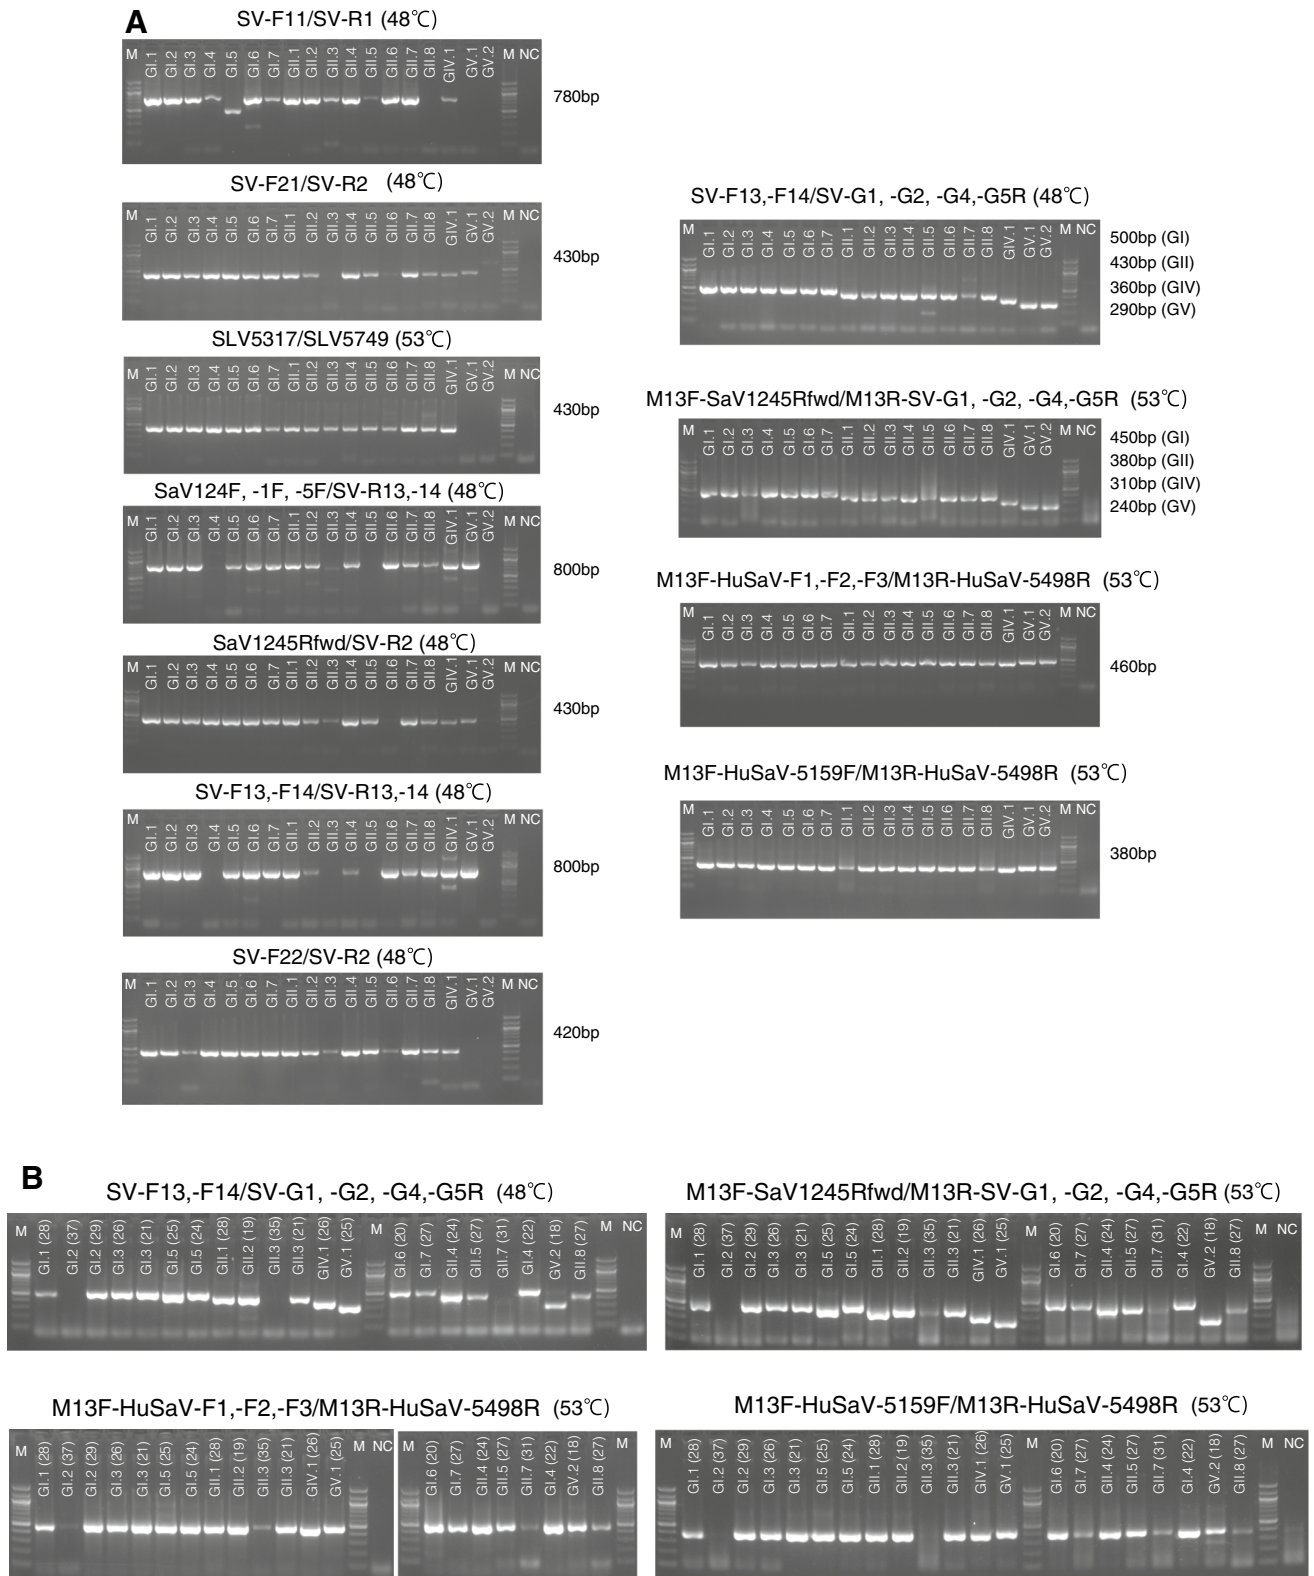 A
SV-F11/SV-R1 (48℃)
M GI.1 GI.2 GI.3 GI.4 GI.5 GI.6 GI.7 GII.1 GII.2 GII.3 GII.4 GII.5 GII.6 GII.7 GII.8 GIV.1 GV.1 GV.2 M NC
780bp
SV-F21/SV-R2 (48℃)
M GI.1 GI.2 GI.3 GI.4 GI.5 GI.6 GI.7 GII.1 GII.2 GII.3 GII.4 GII.5 GII.6 GII.7 GII.8 GIV.1 GV.1 GV.2 M NC
430bp
SLV5317/SLV5749 (53℃)
M GI.1 GI.2 GI.3 GI.4 GI.5 GI.6 GI.7 GII.1 GII.2 GII.3 GII.4 GII.5 GII.6 GII.7 GII.8 GIV.1 GV.1 GV.2 M NC
430bp
SaV124F, -1F, -5F/SV-R13,-14 (48℃)
M GI.1 GI.2 GI.3 GI.4 GI.5 GI.6 GI.7 GII.1 GII.2 GII.3 GII.4 GII.5 GII.6 GII.7 GII.8 GIV.1 GV.1 GV.2 M NC
800bp
SaV1245Rfwd/SV-R2 (48℃)
M GI.1 GI.2 GI.3 GI.4 GI.5 GI.6 GI.7 GII.1 GII.2 GII.3 GII.4 GII.5 GII.6 GII.7 GII.8 GIV.1 GV.1 GV.2 M NC
430bp
SV-F13,-F14/SV-R13,-14 (48℃)
M GI.1 GI.2 GI.3 GI.4 GI.5 GI.6 GI.7 GII.1 GII.2 GII.3 GII.4 GII.5 GII.6 GII.7 GII.8 GIV.1 GV.1 GV.2 M NC
800bp
SV-F22/SV-R2 (48℃)
M GI.1 GI.2 GI.3 GI.4 GI.5 GI.6 GI.7 GII.1 GII.2 GII.3 GII.4 GII.5 GII.6 GII.7 GII.8 GIV.1 GV.1 GV.2 M NC
420bp
SV-F13,-F14/SV-G1, -G2, -G4,-G5R (48℃)
M GI.1 GI.2 GI.3 GI.4 GI.5 GI.6 GI.7 GII.1 GII.2 GII.3 GII.4 GII.5 GII.6 GII.7 GII.8 GIV.1 GV.1 GV.2 M NC
500bp (GI)
430bp (GII)
360bp (GIV)
290bp (GV)
M13F-SaV1245Rfwd/M13R-SV-G1, -G2, -G4,-G5R (53℃)
M GI.1 GI.2 GI.3 GI.4 GI.5 GI.6 GI.7 GII.1 GII.2 GII.3 GII.4 GII.5 GII.6 GII.7 GII.8 GIV.1 GV.1 GV.2 M NC
450bp (GI)
380bp (GII)
310bp (GIV)
240bp (GV)
M13F-HuSaV-F1,-F2,-F3/M13R-HuSaV-5498R (53℃)
M GI.1 GI.2 GI.3 GI.4 GI.5 GI.6 GI.7 GII.1 GII.2 GII.3 GII.4 GII.5 GII.6 GII.7 GII.8 GIV.1 GV.1 GV.2 M NC
460bp
M13F-HuSaV-5159F/M13R-HuSaV-5498R (53℃)
M GI.1 GI.2 GI.3 GI.4 GI.5 GI.6 GI.7 GII.1 GII.2 GII.3 GII.4 GII.5 GII.6 GII.7 GII.8 GIV.1 GV.1 GV.2 M NC
380bp
B
SV-F13,-F14/SV-G1, -G2, -G4,-G5R (48℃)
M GI.1 (28) GI.2 (37) GI.2 (29) GI.3 (26) GI.3 (21) GI.5 (25) GI.5 (24) GII.1 (28) GII.2 (19) GII.3 (35) GII.3 (21) GIV.1 (26) GV.1 (25) M GI.6 (20) GI.7 (27) GII.4 (24) GII.5 (27) GII.7 (31) GI.4 (22) GV.2 (18) GII.8 (27) M NC
M13F-SaV1245Rfwd/M13R-SV-G1, -G2, -G4,-G5R (53℃)
M GI.1 (28) GI.2 (37) GI.2 (29) GI.3 (26) GI.3 (21) GI.5 (25) GI.5 (24) GII.1 (28) GII.2 (19) GII.3 (35) GII.3 (21) GIV.1 (26) GV.1 (25) M GI.6 (20) GI.7 (27) GII.4 (24) GII.5 (27) GII.7 (31) GI.4 (22) GV.2 (18) GII.8 (27) M NC
M13F-HuSaV-F1,-F2,-F3/M13R-HuSaV-5498R (53℃)
M GI.1 (28) GI.2 (37) GI.2 (29) GI.3 (26) GI.3 (21) GI.5 (25) GI.5 (24) GII.1 (28) GII.2 (19) GII.3 (35) GII.3 (21) GIV.1 (26) GV.1 (25) M NC M GI.6 (20) GI.7 (27) GII.4 (24) GII.5 (27) GII.7 (31) GI.4 (22) GV.2 (18) GII.8 (27) M
M13F-HuSaV-5159F/M13R-HuSaV-5498R (53℃)
M GI.1 (28) GI.2 (37) GI.2 (29) GI.3 (26) GI.3 (21) GI.5 (25) GI.5 (24) GII.1 (28) GII.2 (19) GII.3 (35) GII.3 (21) GIV.1 (26) GV.1 (25) M GI.6 (20) GI.7 (27) GII.4 (24) GII.5 (27) GII.7 (31) GI.4 (22) GV.2 (18) GII.8 (27) M NC